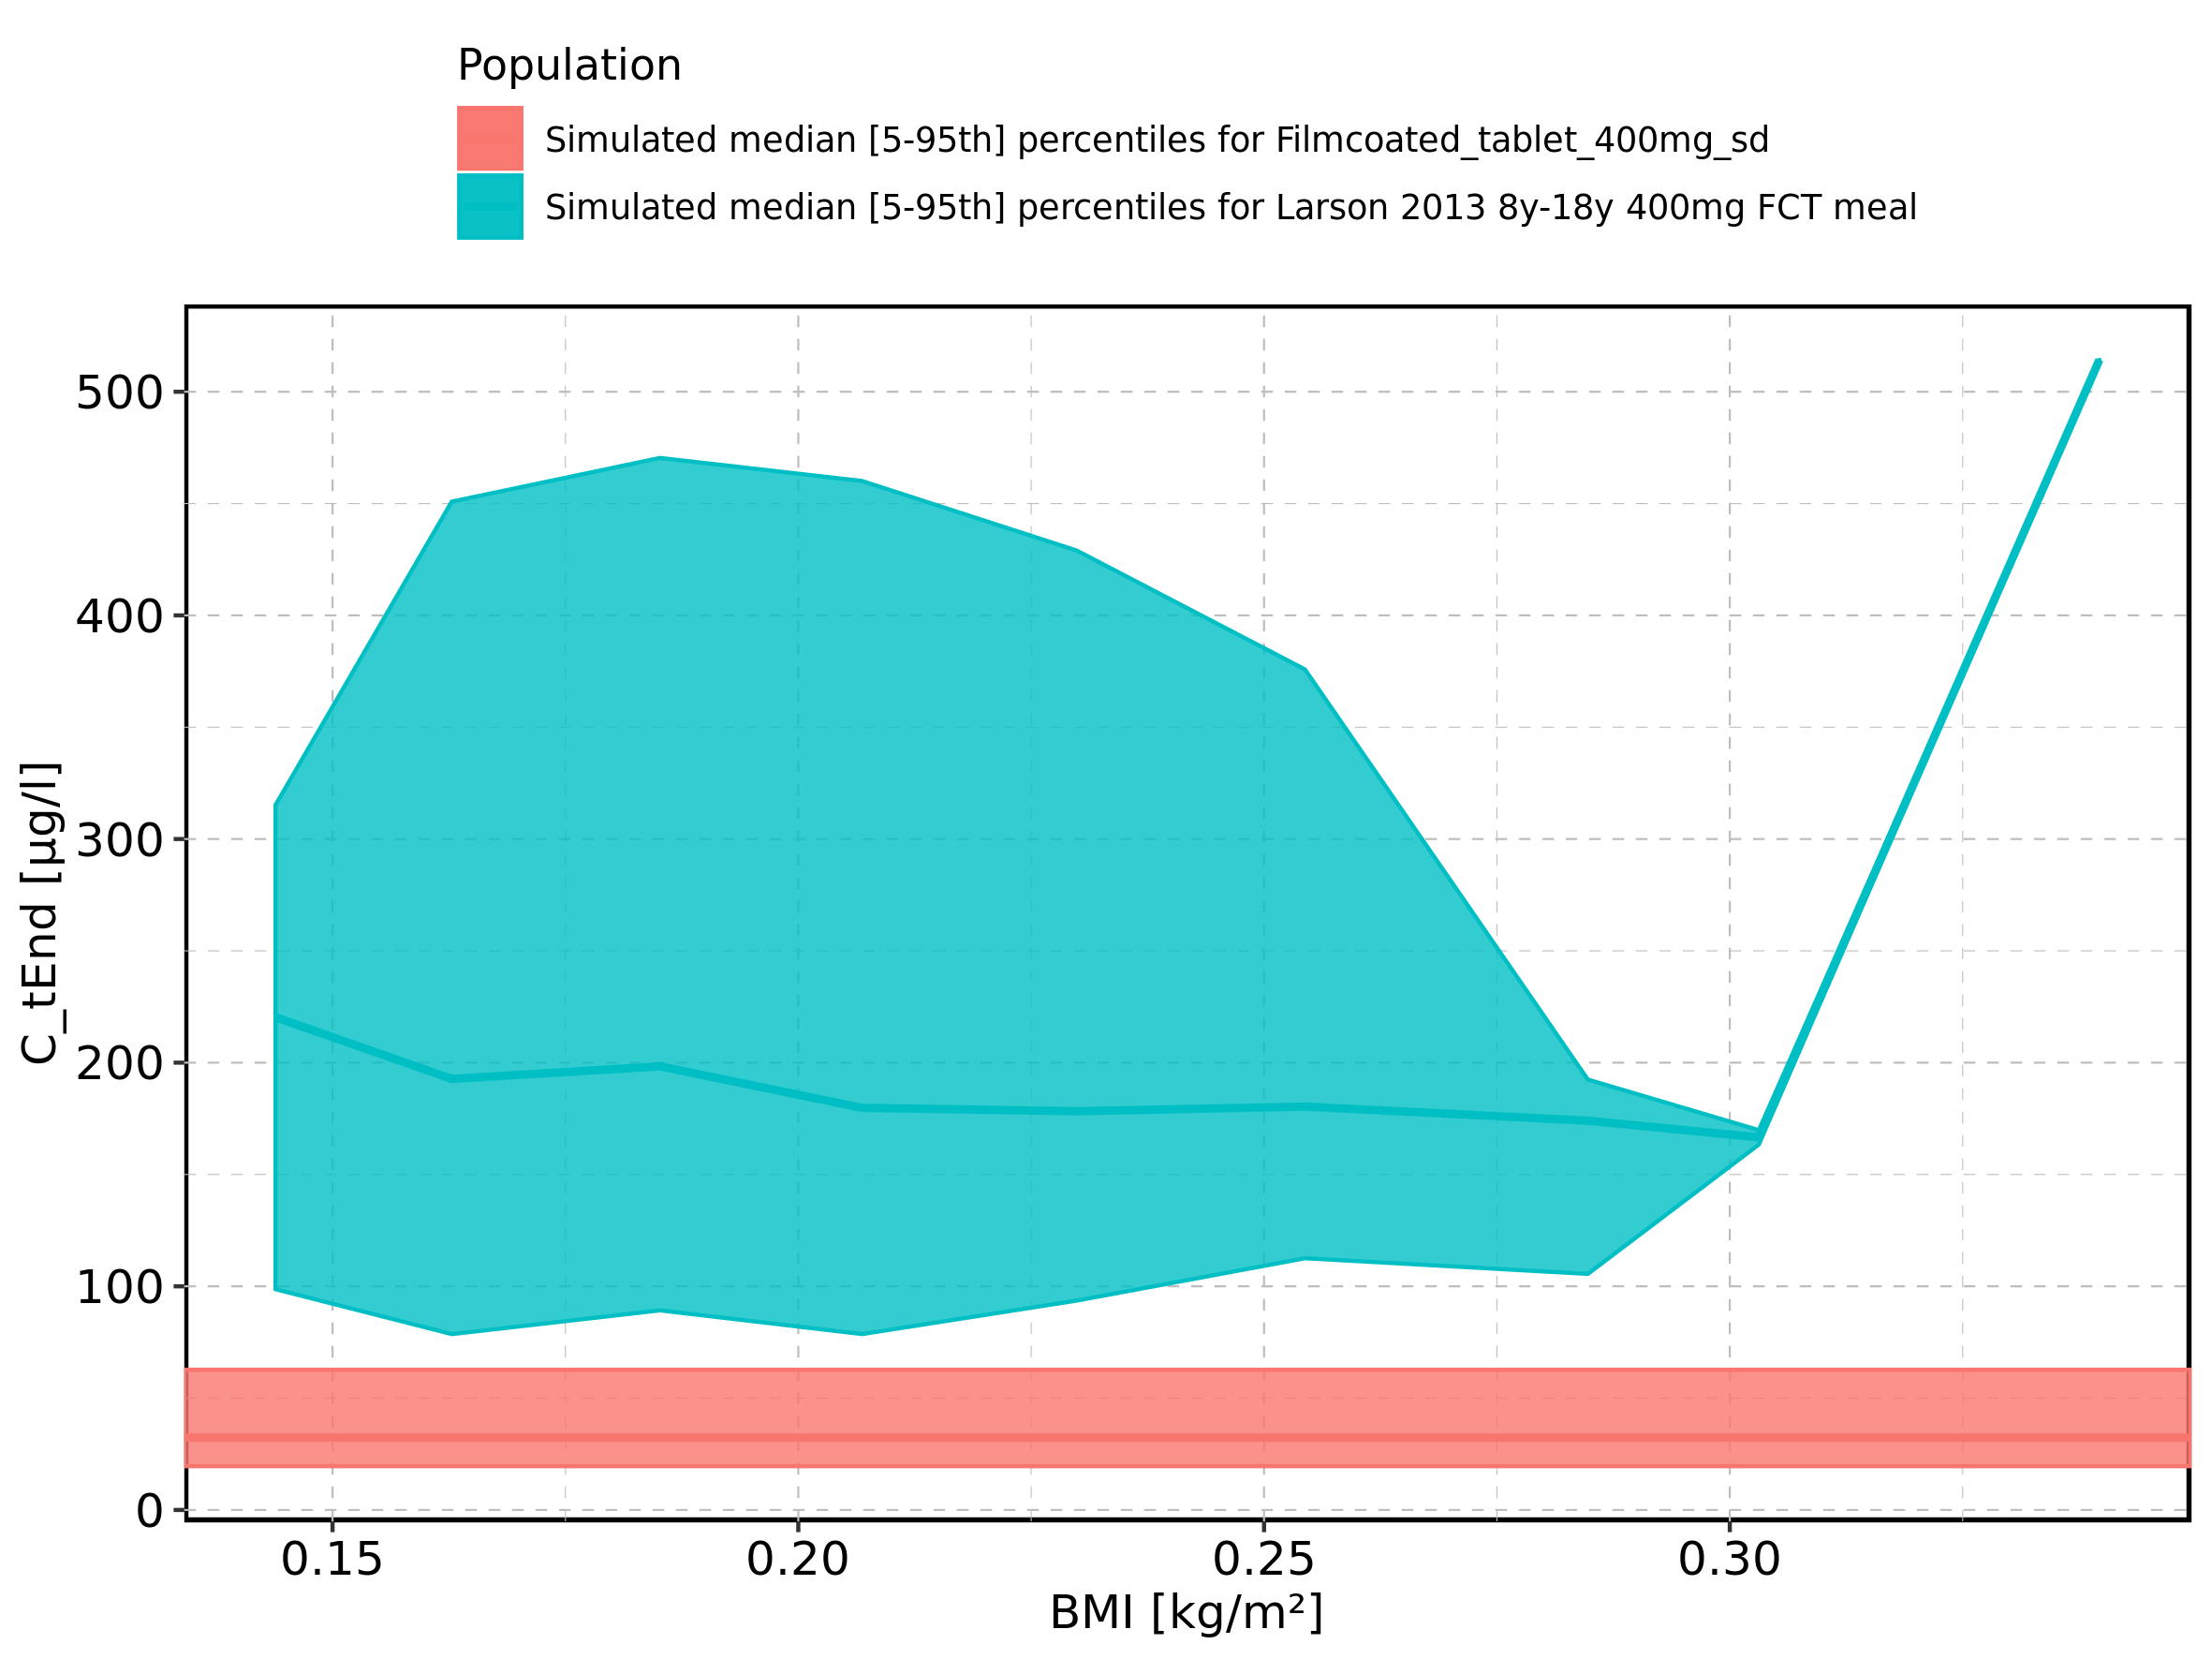 Population
Simulated median [5-95th] percentiles for Filmcoated_tablet_400mg_sd
Simulated median [5-95th] percentiles for Larson 2013 8y-18y 400mg FCT meal
C_tEnd [µg/l]
500
400
300
200
100
0
0.15
0.20
0.25
0.30
BMI [kg/m²]